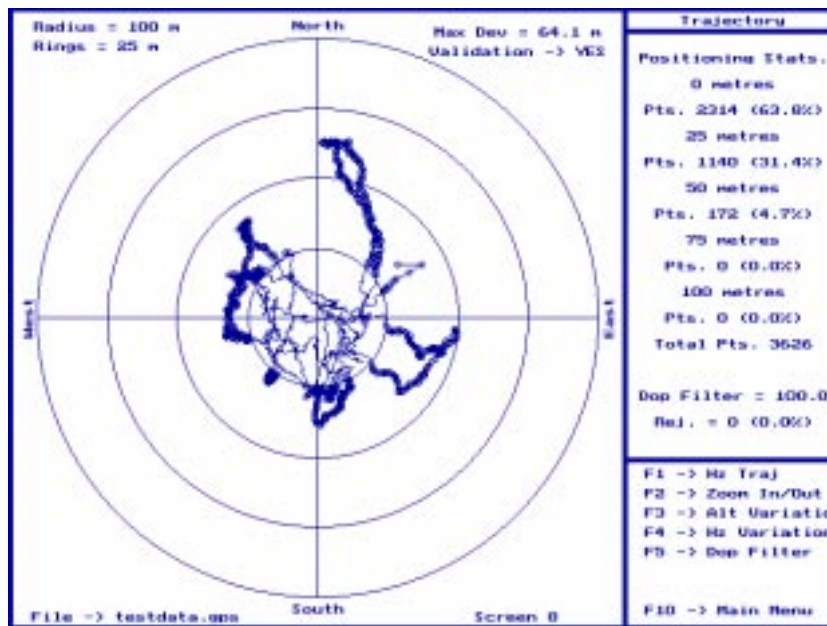 Radius = 100 m
Rings = 25 m
North
Max Dev = 64.1 m
Validation -> YES
West
East
South
File -> testdata.gps
Screen 0
Trajectory
Positioning Stats.
0 metres
Pts. 2314 (63.8%)
25 metres
Pts. 1140 (31.4%)
50 metres
Pts. 172 (4.7%)
75 metres
Pts. 0 (0.0%)
100 metres
Pts. 0 (0.0%)
Total Pts. 3626
Dop Filter = 100.0
Rej. = 0 (0.0%)
F1 -> Hz Traj
F2 -> Zoom In/Out
F3 -> Alt Variatio
F4 -> Hz Variation
F5 -> Dop Filter
F10 -> Main Menu